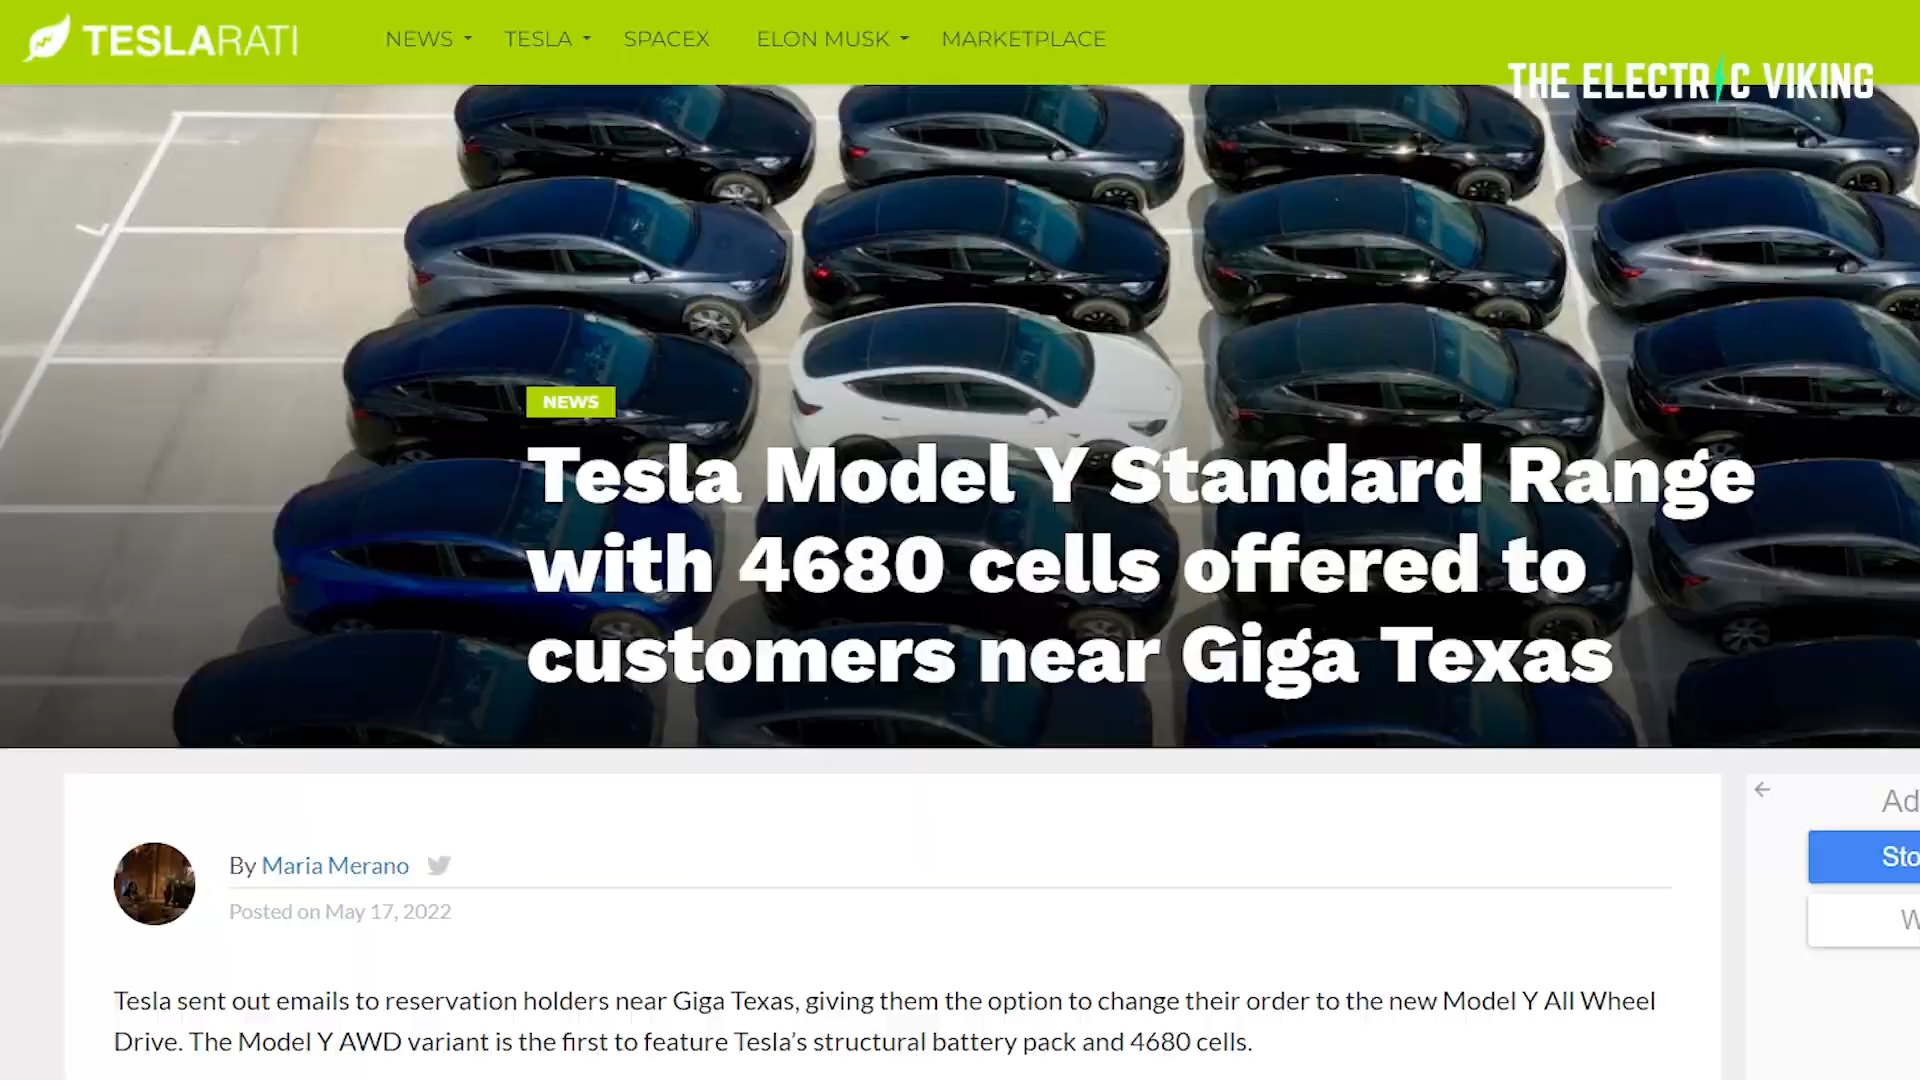 TESLARATI
NEWS TESLA SPACEX ELON MUSK MARKETPLACE
THE ELECTRIC VIKING
NEWS
Tesla Model Y Standard Range
with 4680 cells offered to
customers near Giga Texas
By Maria Merano
Posted on May 17, 2022
Tesla sent out emails to reservation holders near Giga Texas, giving them the option to change their order to the new Model Y All Wheel
Drive. The Model Y AWD variant is the first to feature Tesla's structural battery pack and 4680 cells.
Ad
Sto
W